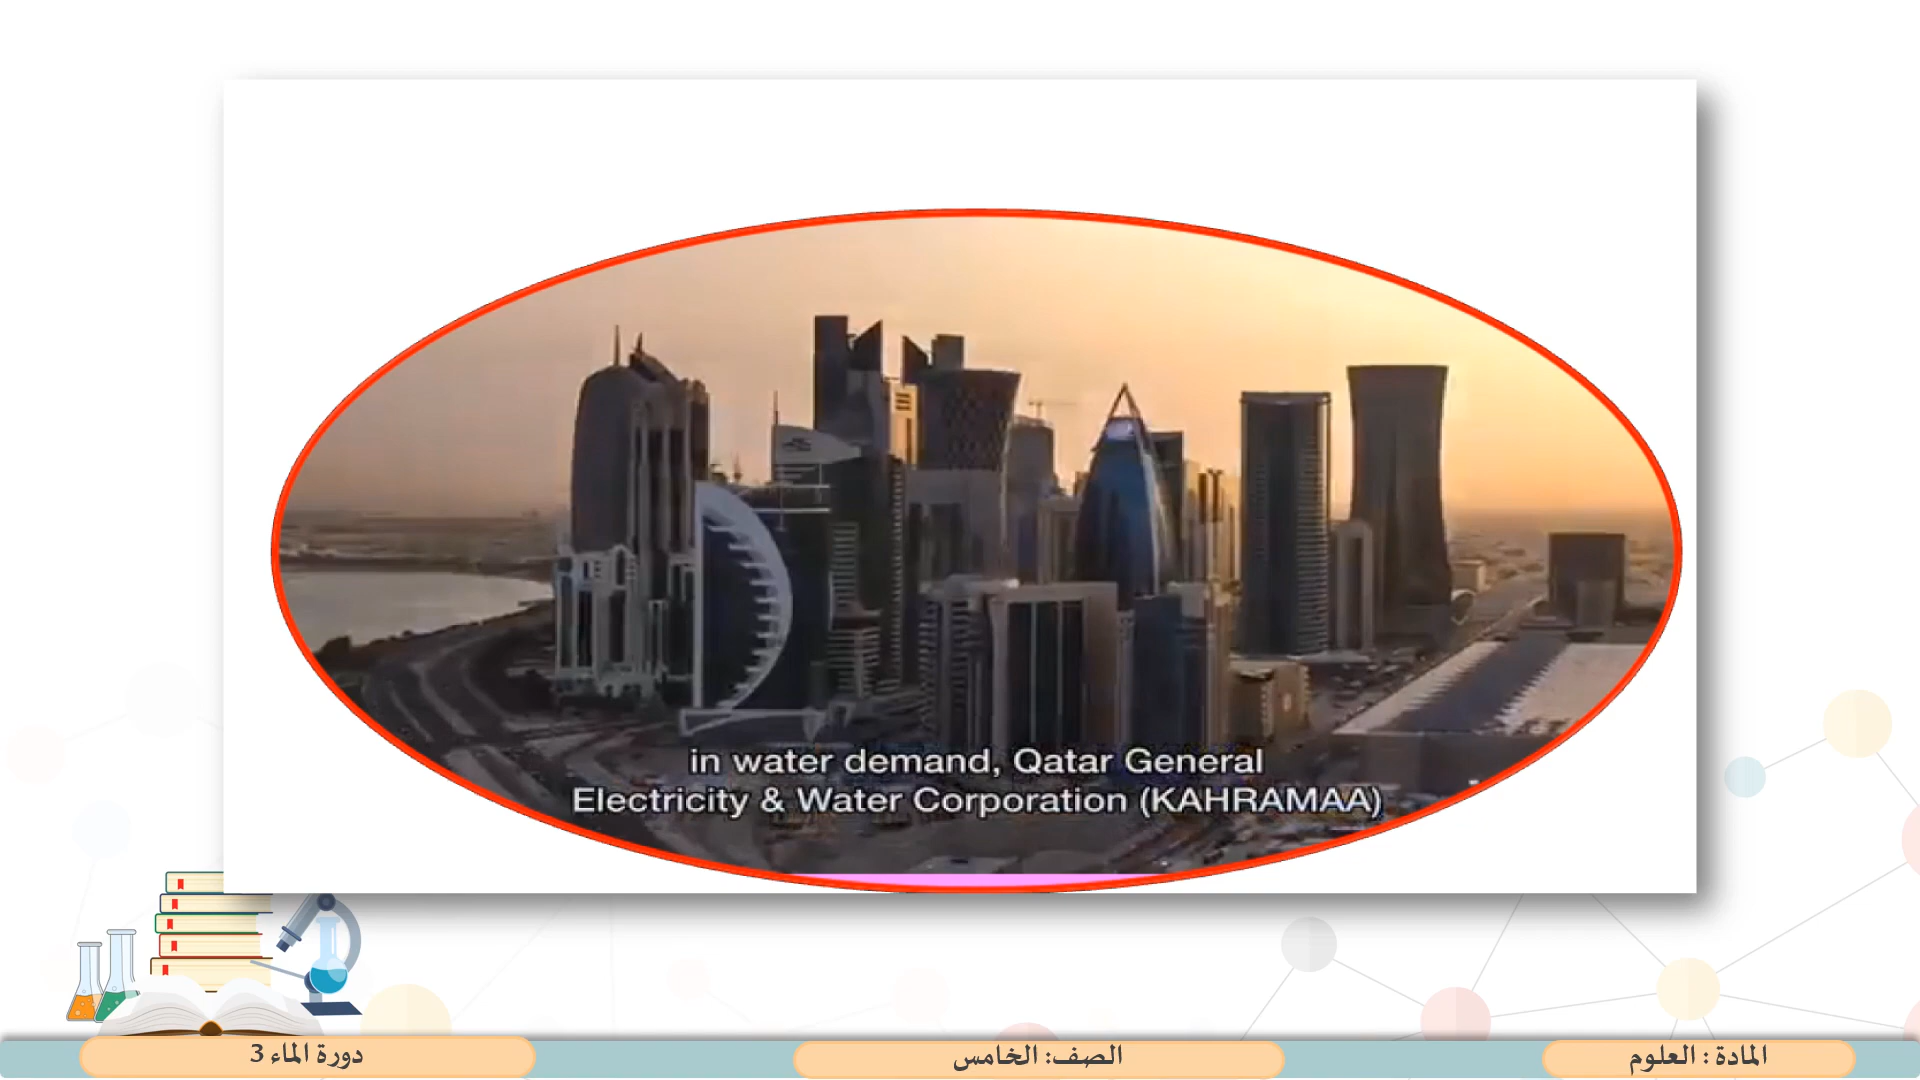 in water demand, Qatar General
Electricity & Water Corporation (KAHRAMAA)
المادة : العلوم
الصف: الخامس
دورة الماء 3